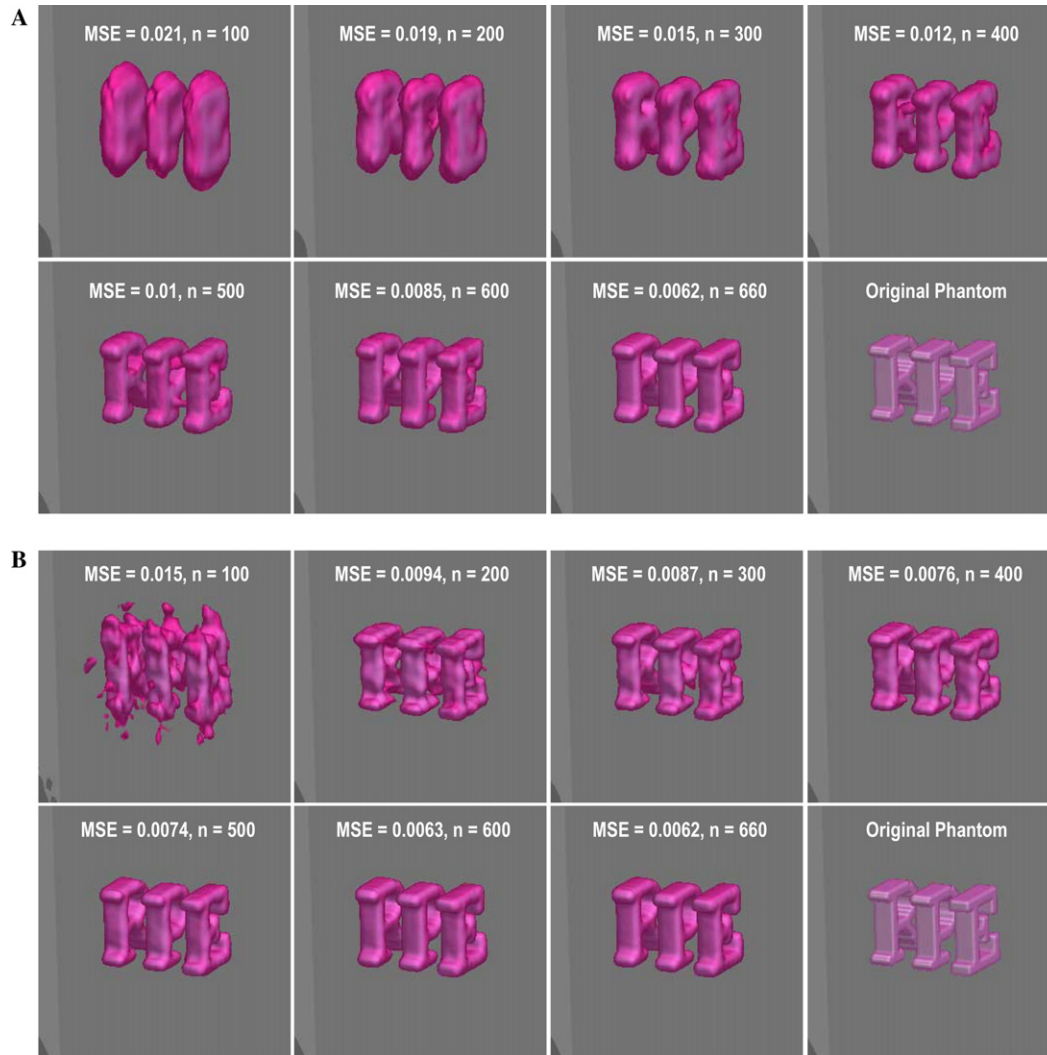 A
MSE = 0.021, n = 100
MSE = 0.019, n = 200
MSE = 0.015, n = 300
MSE = 0.012, n = 400
MSE = 0.01, n = 500
MSE = 0.0085, n = 600
MSE = 0.0062, n = 660
Original Phantom
B
MSE = 0.015, n = 100
MSE = 0.0094, n = 200
MSE = 0.0087, n = 300
MSE = 0.0076, n = 400
MSE = 0.0074, n = 500
MSE = 0.0063, n = 600
MSE = 0.0062, n = 660
Original Phantom